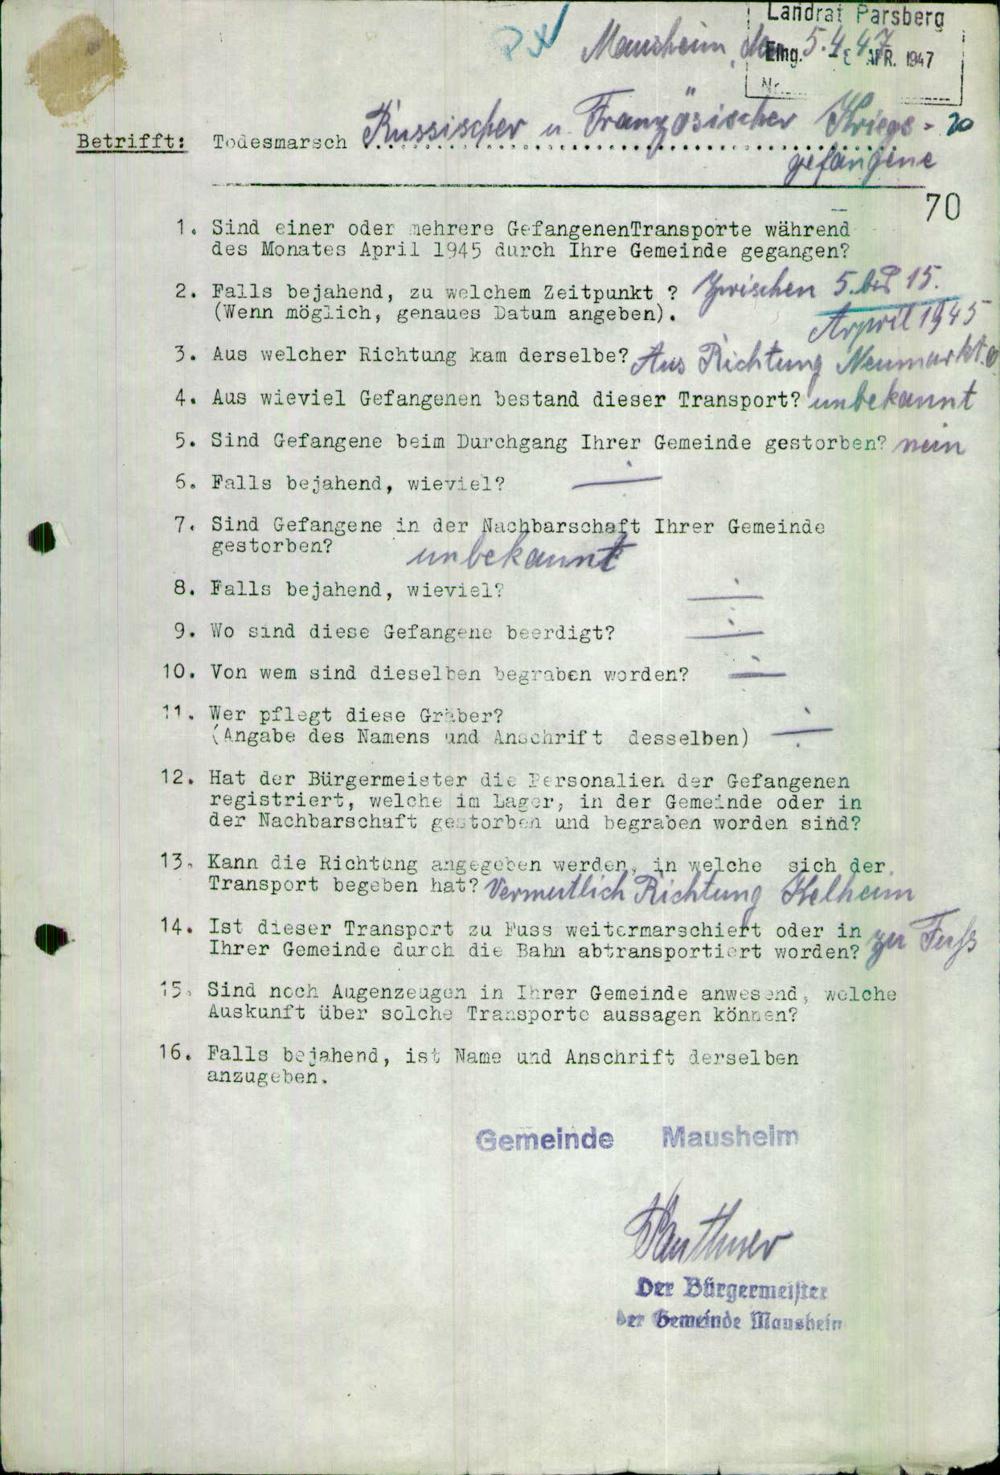 Landrat Parsberg
Mausheim, den 5.4.47
Eing. 8 APR. 1947
Nr.
Betrifft: Todesmarsch Russischer u. Französischer Kriegs- 20
gefangene
70
1. Sind einer oder mehrere GefangenenTransporte während
des Monates April 1945 durch Ihre Gemeinde gegangen?
2. Falls bejahend, zu welchem Zeitpunkt ? Zwischen 5. bis 15.
(Wenn möglich, genaues Datum angeben). April 1945
3. Aus welcher Richtung kam derselbe? Aus Richtung Neumarkt.O
4. Aus wieviel Gefangenen bestand dieser Transport? unbekannt
5. Sind Gefangene beim Durchgang Ihrer Gemeinde gestorben? nein
6. Falls bejahend, wieviel?
7. Sind Gefangene in der Nachbarschaft Ihrer Gemeinde
gestorben? unbekannt
8. Falls bejahend, wieviel?
9. Wo sind diese Gefangene beerdigt?
10. Von wem sind dieselben begraben worden?
11. Wer pflegt diese Gräber?
(Angabe des Namens und Anschrift desselben)
12. Hat der Bürgermeister die Personalien der Gefangenen
registriert, welche im Lager, in der Gemeinde oder in
der Nachbarschaft gestorben und begraben worden sind?
13. Kann die Richtung angegeben werden, in welche sich der
Transport begeben hat? Vermutlich Richtung Kelheim
14. Ist dieser Transport zu Fuss weitermarschiert oder in
Ihrer Gemeinde durch die Bahn abtransportiert worden? zu Fuß
15. Sind noch Augenzeugen in Ihrer Gemeinde anwesend, welche
Auskunft über solche Transporte aussagen können?
16. Falls bejahend, ist Name und Anschrift derselben
anzugeben.
Gemeinde Mausheim
Der Bürgermeister
der Gemeinde Mausheim